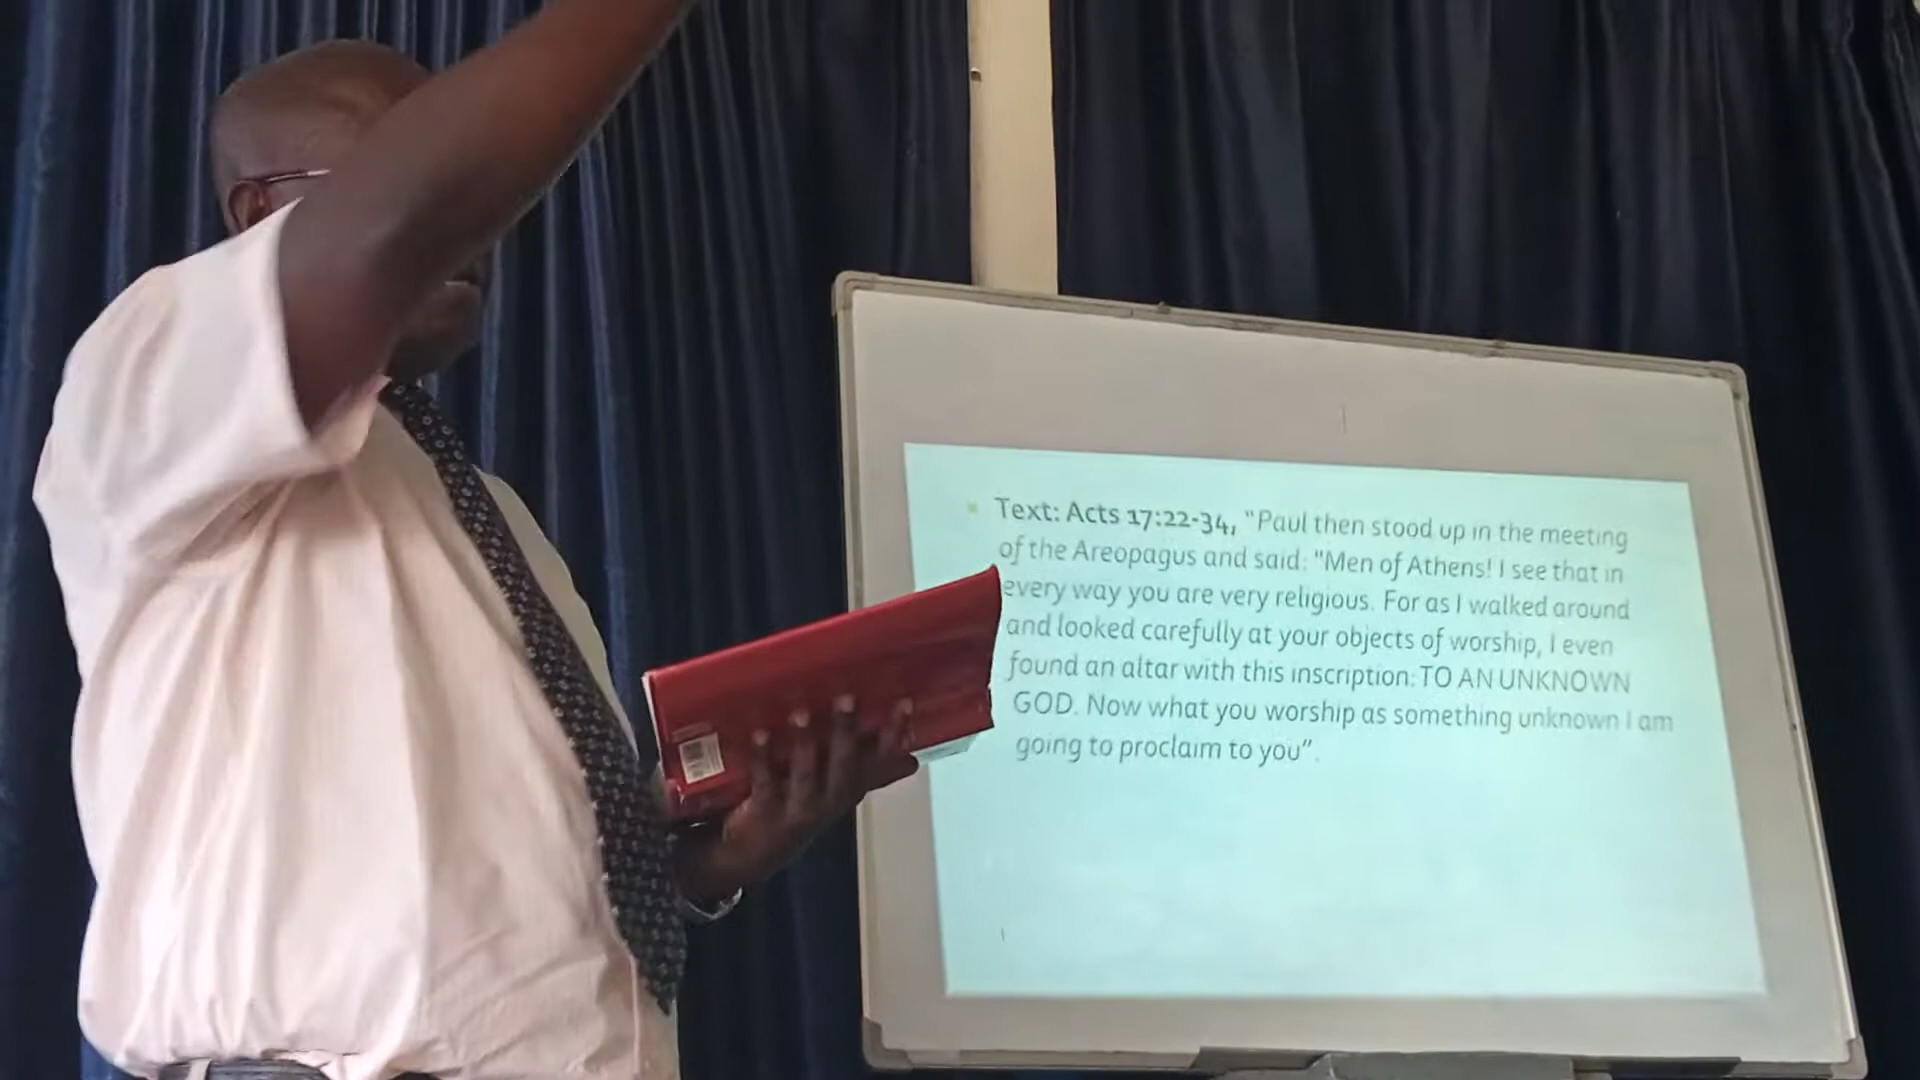 Text: Acts 17:22-34, "Paul then stood up in the meeting
of the Areopagus and said: "Men of Athens! I see that in
every way you are very religious. For as I walked around
and looked carefully at your objects of worship, I even
found an altar with this inscription: TO AN UNKNOWN
GOD. Now what you worship as something unknown I am
going to proclaim to you".